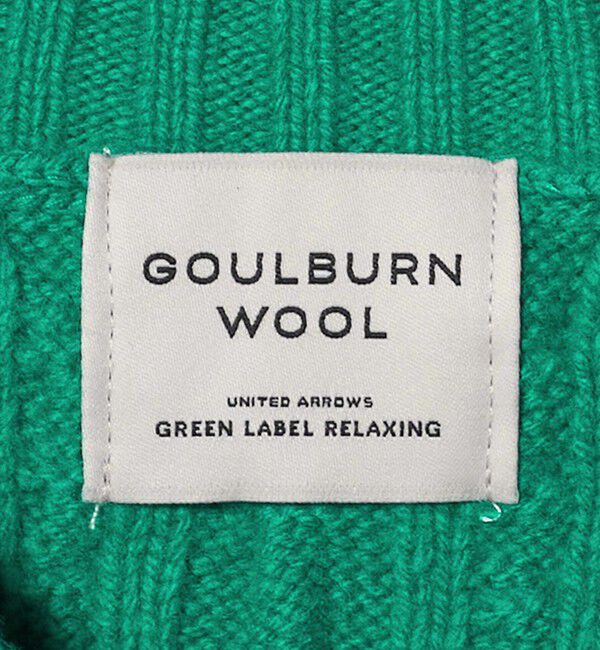 GOULBURN
WOOL
UNITED ARROWS
GREEN LABEL RELAXING